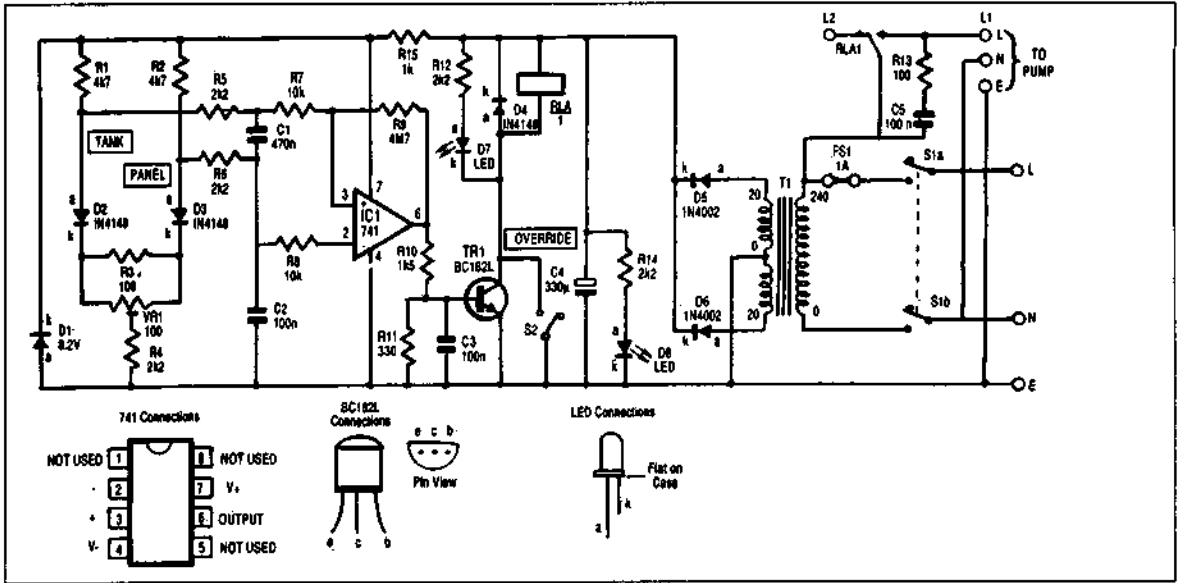 L2
L1
RLA1
L
N
E
TO
PUMP
R13
100
C5
100n
R1
4k7
R2
4k7
R5
2k2
R7
10k
R15
1k
R12
2k2
k
D4
a
1N4148
RLA
1
C1
470n
R9
4M7
a
D7
k
LED
TANK
PANEL
R6
2k2
a
D2
1N4148
k
a
D3
1N4148
k
3
+
7
IC1
741
6
2
-
4
R8
10k
R10
1k5
TR1
BC182L
OVERRIDE
k
a
D5
1N4002
20
0
20
T1
240
0
FS1
1A
S1a
L
S1b
N
E
R3
100
VR1
100
R4
2k2
k
D1
8.2V
a
C2
100n
R11
330
C3
100n
S2
C4
330µ
R14
2k2
a
D8
k
LED
D6
1N4002
k
a
741 Connections
NOT USED 1
8 NOT USED
- 2
7 V+
+ 3
6 OUTPUT
V- 4
5 NOT USED
BC182L
Connections
e c b
Pin View
e c b
LED Connections
Flat on
Case
k
a